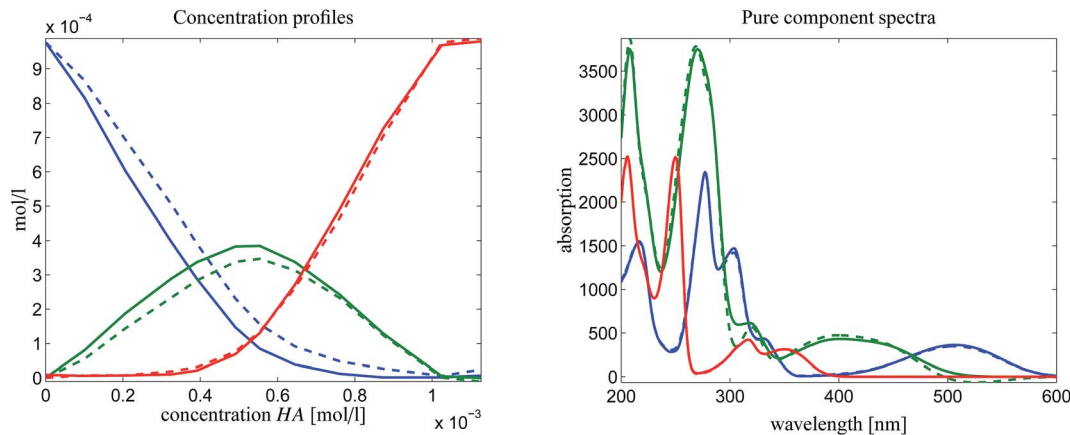 Concentration profiles
x 10⁻⁴
9
8
7
6
5
4
3
2
1
0
mol/l
0 0.2 0.4 0.6 0.8 1
concentration HA [mol/l]
x 10⁻³
Pure component spectra
3500
3000
2500
2000
1500
1000
500
0
absorption
200 300 400 500 600
wavelength [nm]